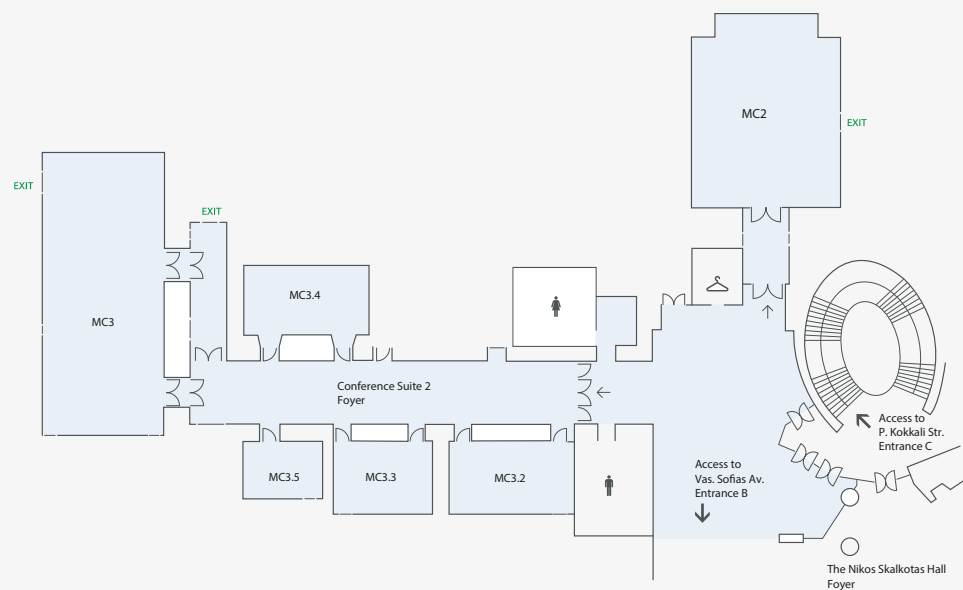 MC2
EXIT
EXIT
EXIT
MC3.4
MC3
Conference Suite 2
Foyer
Access to
P. Kokkali Str.
Entrance C
Access to
Vas. Sofias Av.
Entrance B
MC3.5
MC3.3
MC3.2
The Nikos Skalkotas Hall
Foyer